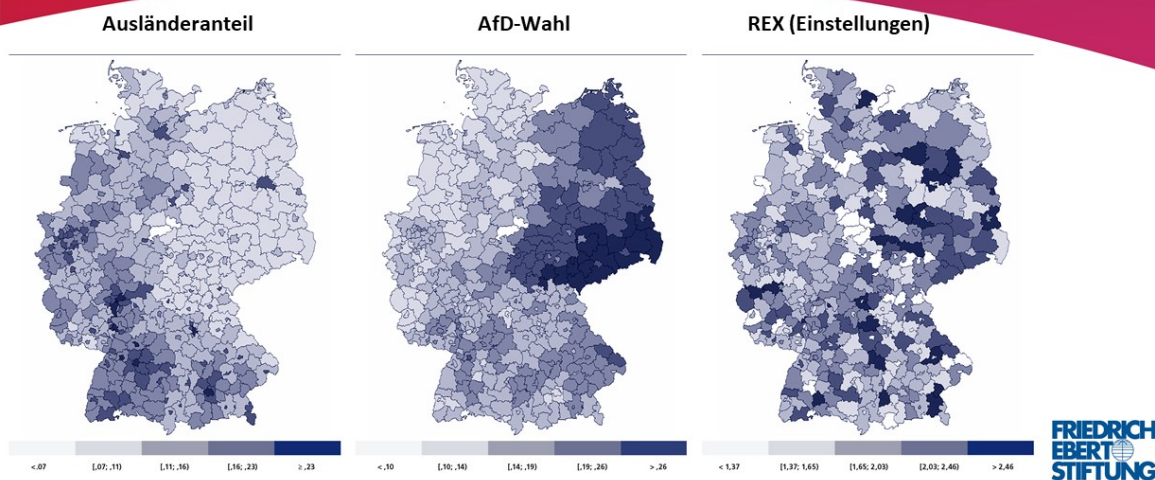 Ausländeranteil
AfD-Wahl
REX (Einstellungen)
<.07
[.07; .11)
[.11; .16)
[.16; .23)
≥ .23
< .10
[.10; .14)
[.14; .19)
[.19; .26)
> .26
< 1,37
[1,37; 1,65)
[1,65; 2,03)
[2,03; 2,46)
> 2,46
FRIEDRICH
EBERT
STIFTUNG